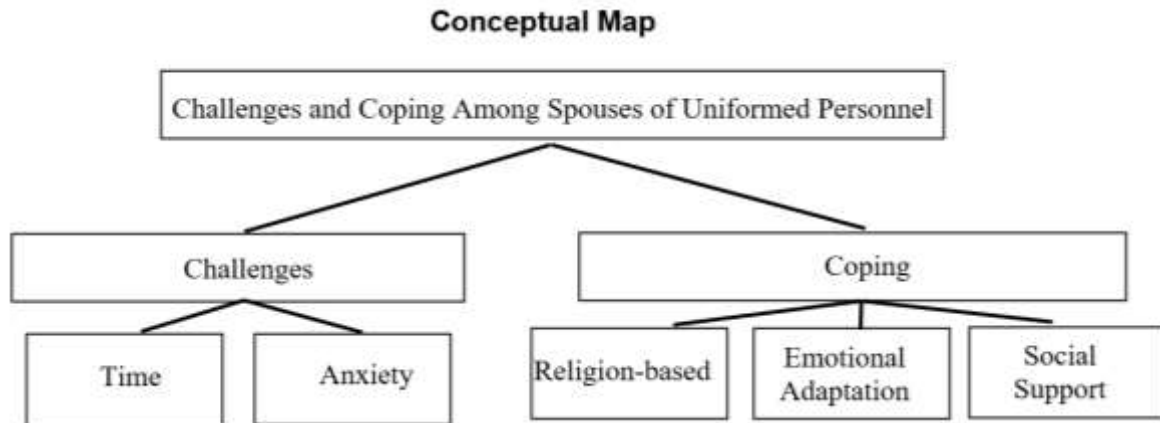 Conceptual Map
Challenges and Coping Among Spouses of Uniformed Personnel
Challenges
Coping
Time
Anxiety
Religion-based
Emotional
Adaptation
Social
Support